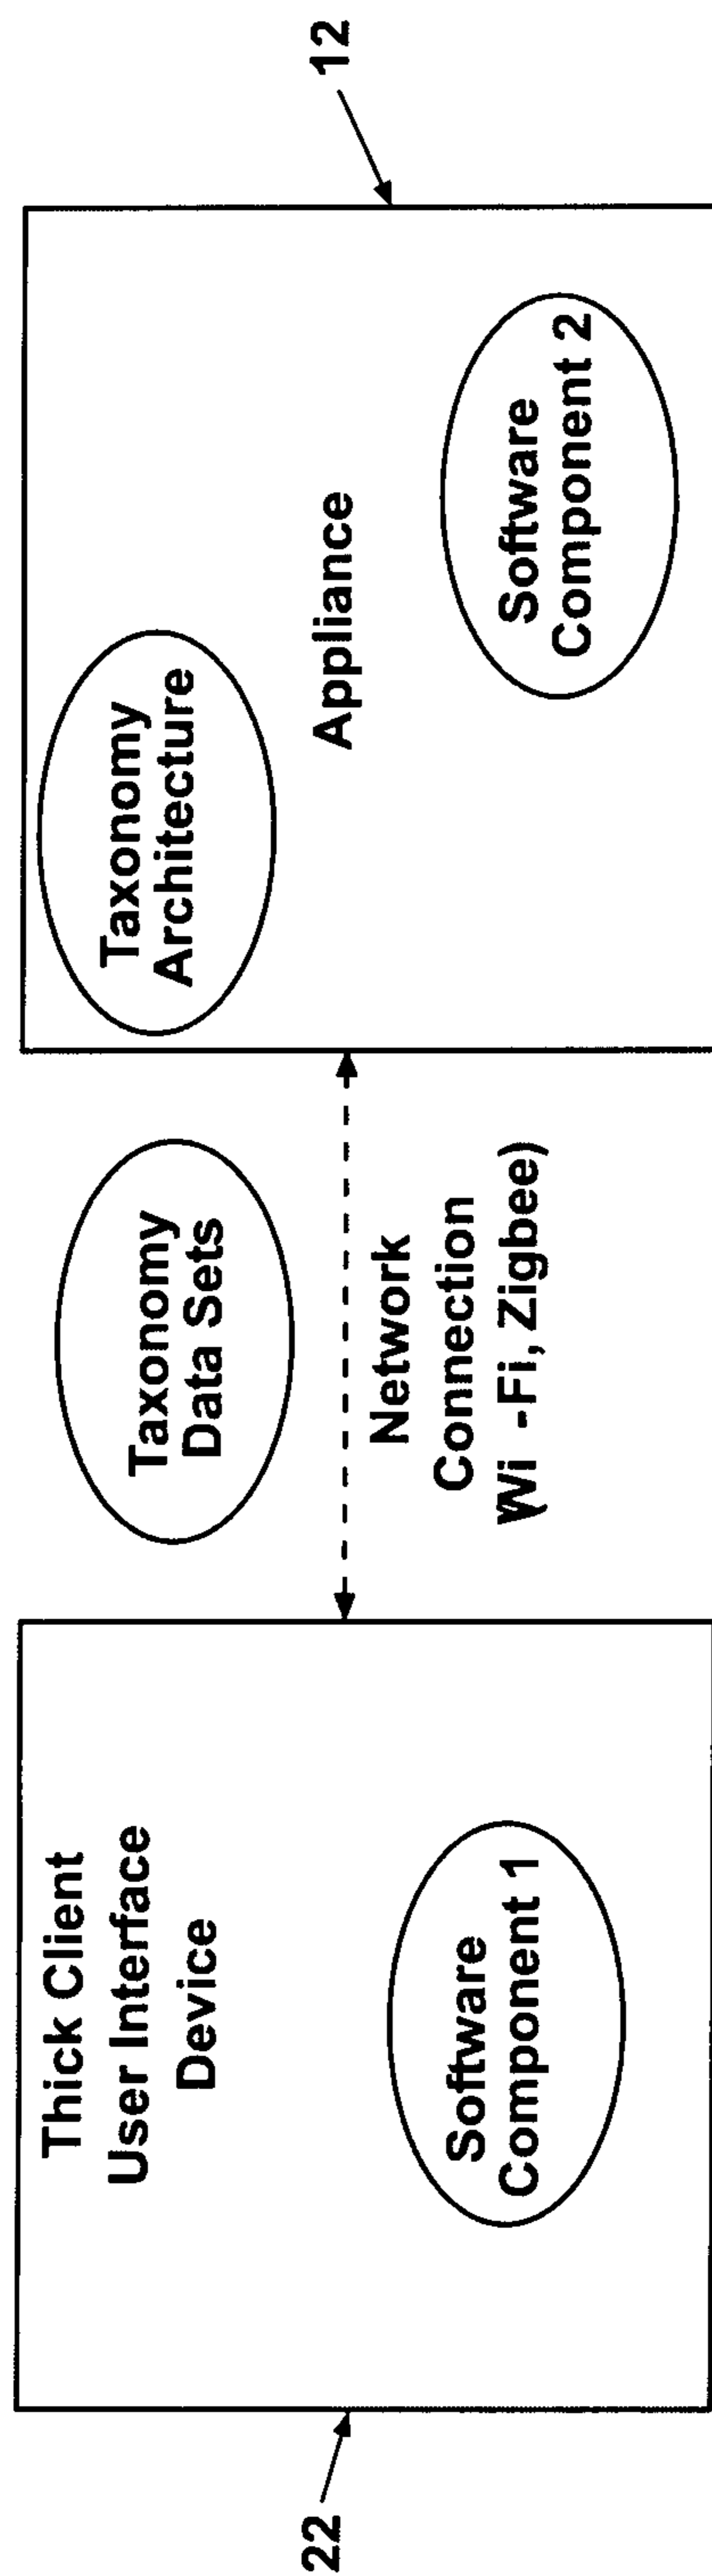 22
Thick Client
User Interface
Device
Software
Component 1
Taxonomy
Data Sets
Network
Connection
Wi -Fi, Zigbee)
Taxonomy
Architecture
Appliance
Software
Component 2
12